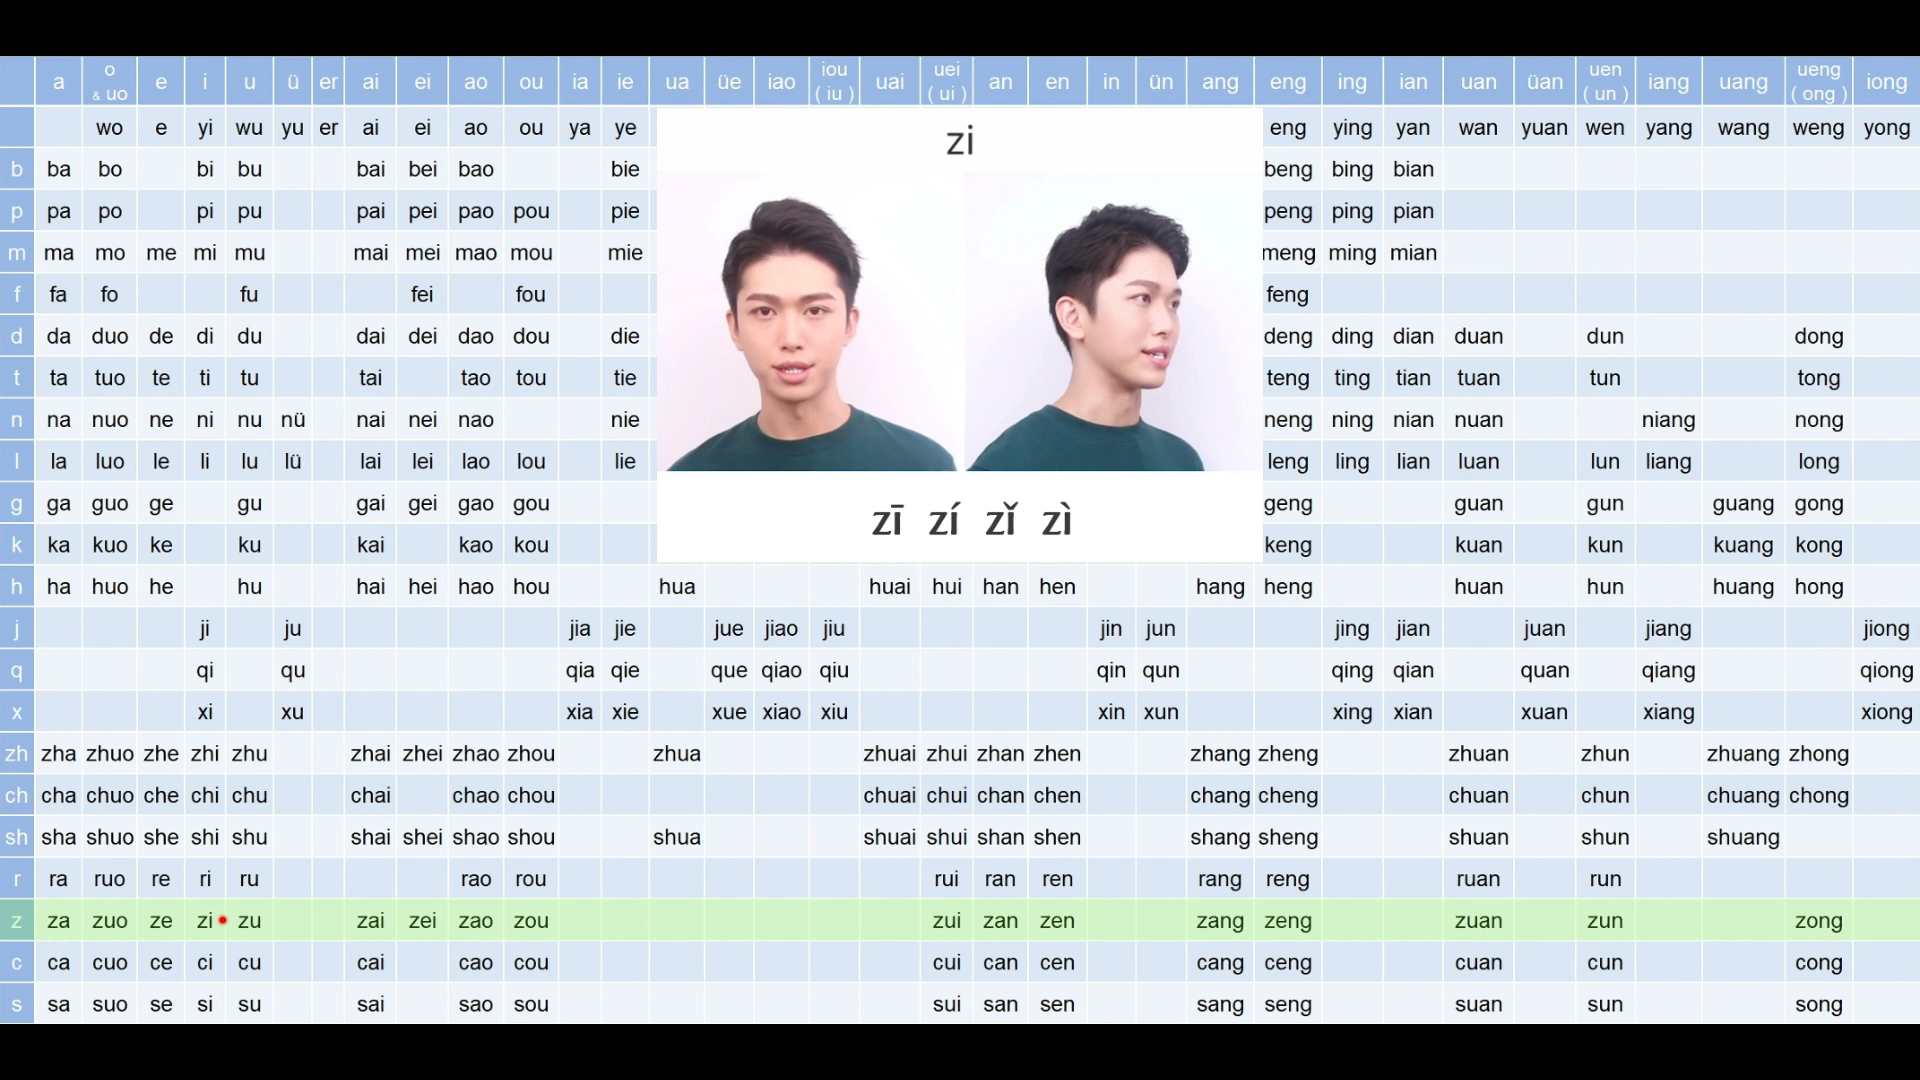 a o & uo e i u ü er ai ei ao ou ia ie ua üe iao iou ( iu ) uai uei ( ui ) an en in ün ang eng ing ian uan üan uen ( un ) iang uang ueng ( ong ) iong
wo e yi wu yu er ai ei ao ou ya ye eng ying yan wan yuan wen yang wang weng yong
zi
b ba bo bi bu bai bei bao bie beng bing bian
p pa po pi pu pai pei pao pou pie peng ping pian
m ma mo me mi mu mai mei mao mou mie meng ming mian
f fa fo fu fei fou feng
d da duo de di du dai dei dao dou die deng ding dian duan dun dong
t ta tuo te ti tu tai tao tou tie teng ting tian tuan tun tong
n na nuo ne ni nu nü nai nei nao nie neng ning nian nuan niang nong
l la luo le li lu lü lai lei lao lou lie leng ling lian luan lun liang long
g ga guo ge gu gai gei gao gou geng guan gun guang gong
zī zí zǐ zì
k ka kuo ke ku kai kao kou keng kuan kun kuang kong
h ha huo he hu hai hei hao hou hua huai hui han hen hang heng huan hun huang hong
j ji ju jia jie jue jiao jiu jin jun jing jian juan jiang jiong
q qi qu qia qie que qiao qiu qin qun qing qian quan qiang qiong
x xi xu xia xie xue xiao xiu xin xun xing xian xuan xiang xiong
zh zha zhuo zhe zhi zhu zhai zhei zhao zhou zhua zhuai zhui zhan zhen zhang zheng zhuan zhun zhuang zhong
ch cha chuo che chi chu chai chao chou chuai chui chan chen chang cheng chuan chun chuang chong
sh sha shuo she shi shu shai shei shao shou shua shuai shui shan shen shang sheng shuan shun shuang
r ra ruo re ri ru rao rou rui ran ren rang reng ruan run
z za zuo ze zi zu zai zei zao zou zui zan zen zang zeng zuan zun zong
c ca cuo ce ci cu cai cao cou cui can cen cang ceng cuan cun cong
s sa suo se si su sai sao sou sui san sen sang seng suan sun song